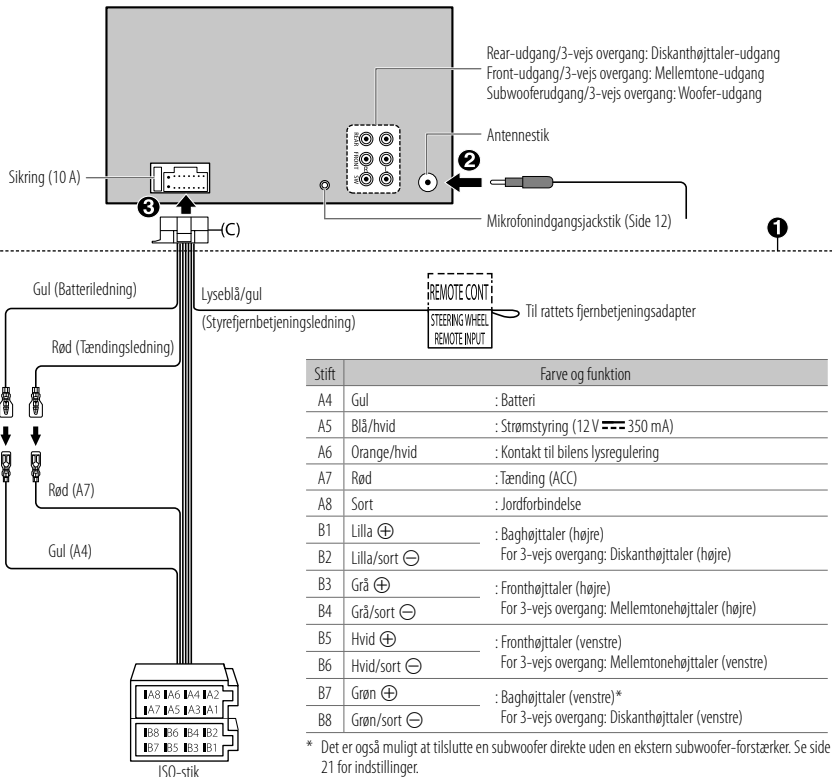 Rear-udgang/3-vejs overgang: Diskanthøjttaler-udgang
Front-udgang/3-vejs overgang: Mellemtone-udgang
Subwooferudgang/3-vejs overgang: Woofer-udgang
Antennestik
REAR
FRONT
SW
Sikring (10 A)
2
3
(C)
Mikrofonindgangsjackstik (Side 12)
1
Gul (Batteriledning)
Lyseblå/gul
(Styrefjernbetjeningsledning)
REMOTE CONT
STEERING WHEEL
REMOTE INPUT
Til rattets fjernbetjeningsadapter
Rød (Tændingsledning)
Rød (A7)
Gul (A4)
Stift Farve og funktion
A4 Gul : Batteri
A5 Blå/hvid : Strømstyring (12 V ⎓ 350 mA)
A6 Orange/hvid : Kontakt til bilens lysregulering
A7 Rød : Tænding (ACC)
A8 Sort : Jordforbindelse
B1 Lilla ⊕ : Baghøjttaler (højre)
B2 Lilla/sort ⊖ For 3-vejs overgang: Diskanthøjttaler (højre)
B3 Grå ⊕ : Fronthøjttaler (højre)
B4 Grå/sort ⊖ For 3-vejs overgang: Mellemtonehøjttaler (højre)
B5 Hvid ⊕ : Fronthøjttaler (venstre)
B6 Hvid/sort ⊖ For 3-vejs overgang: Mellemtonehøjttaler (venstre)
B7 Grøn ⊕ : Baghøjttaler (venstre)*
B8 Grøn/sort ⊖ For 3-vejs overgang: Diskanthøjttaler (venstre)
* Det er også muligt at tilslutte en subwoofer direkte uden en ekstern subwoofer-forstærker. Se side
21 for indstillinger.
A8 A6 A4 A2
A7 A5 A3 A1
B8 B6 B4 B2
B7 B5 B3 B1
ISO-stik